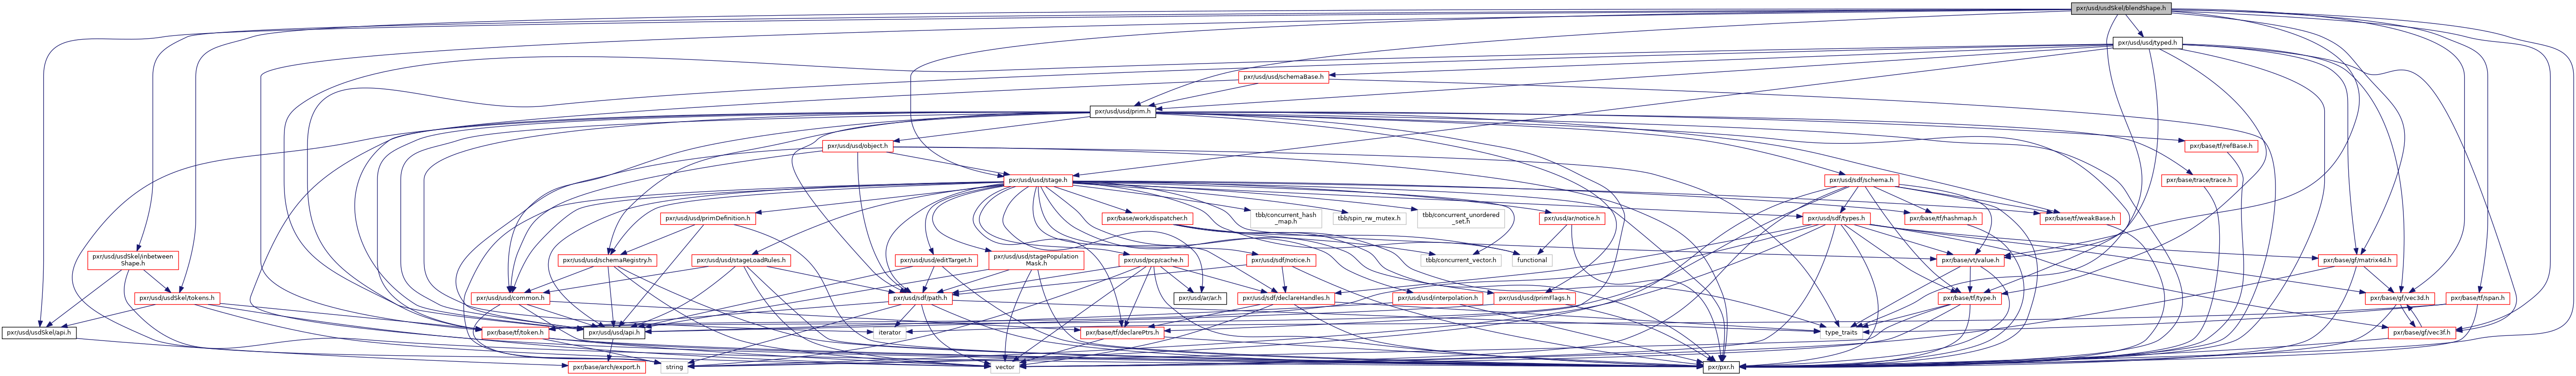 pxr/usd/usdSkel/blendShape.h
pxr/usd/usd/typed.h
pxr/usd/usd/schemaBase.h
pxr/usd/usd/prim.h
pxr/usd/usd/object.h
pxr/base/tf/refBase.h
pxr/usd/usd/stage.h
pxr/usd/sdf/schema.h
pxr/base/trace/trace.h
pxr/usd/usd/primDefinition.h
pxr/base/work/dispatcher.h
tbb/concurrent_hash
_map.h
tbb/spin_rw_mutex.h
tbb/concurrent_unordered
_set.h
pxr/usd/ar/notice.h
pxr/usd/sdf/types.h
pxr/base/tf/hashmap.h
pxr/base/tf/weakBase.h
pxr/usd/usdSkel/inbetween
Shape.h
pxr/usd/usd/schemaRegistry.h
pxr/usd/usd/stageLoadRules.h
pxr/usd/usd/editTarget.h
pxr/usd/usd/stagePopulation
Mask.h
pxr/usd/pcp/cache.h
pxr/usd/sdf/notice.h
tbb/concurrent_vector.h
functional
pxr/base/vt/value.h
pxr/base/gf/matrix4d.h
pxr/usd/usdSkel/tokens.h
pxr/usd/usd/common.h
pxr/usd/sdf/path.h
pxr/usd/ar/ar.h
pxr/usd/sdf/declareHandles.h
pxr/usd/usd/interpolation.h
pxr/usd/usd/primFlags.h
pxr/base/tf/type.h
pxr/base/gf/vec3d.h
pxr/base/tf/span.h
pxr/usd/usdSkel/api.h
pxr/base/tf/token.h
pxr/usd/usd/api.h
iterator
pxr/base/tf/declarePtrs.h
type_traits
pxr/base/gf/vec3f.h
pxr/base/arch/export.h
string
vector
pxr/pxr.h